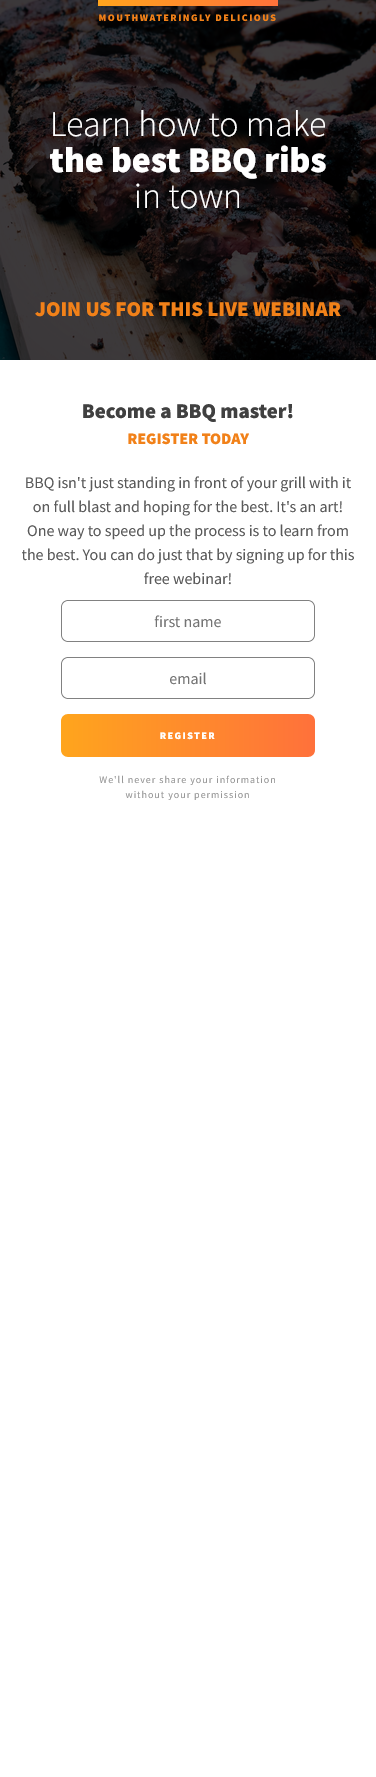 MOUTHWATERINGLY DELICIOUS
Learn how to make
the best BBQ ribs
in town
JOIN US FOR THIS LIVE WEBINAR
Become a BBQ master!
REGISTER TODAY
BBQ isn't just standing in front of your grill with it
on full blast and hoping for the best. It's an art!
One way to speed up the process is to learn from
the best. You can do just that by signing up for this
free webinar!
first name
email
REGISTER
We'll never share your information
without your permission